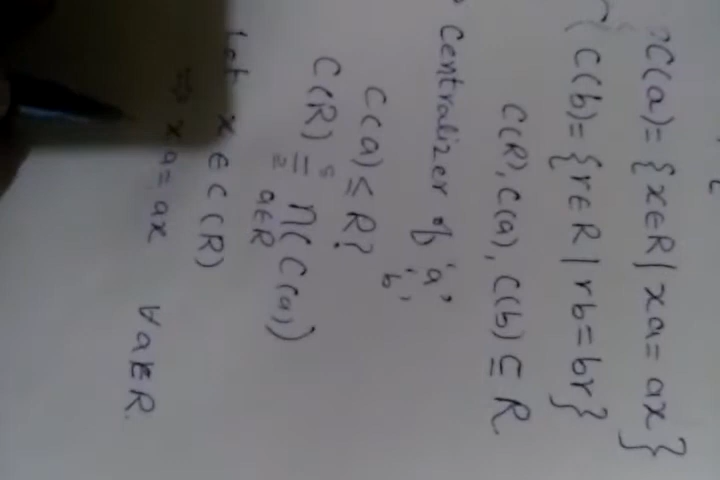 C(a) = {x∈R | xa = ax}
C(b) = {r∈R | rb = br}
C(R), C(a), C(b) ⊆ R.
Centralizer of 'a',
'b',
C(a) ≤ R?
C(R) = ∩ (C(a))
a∈R
Let x ∈ C(R)
⇒ xa = ax ∀ a∈R.